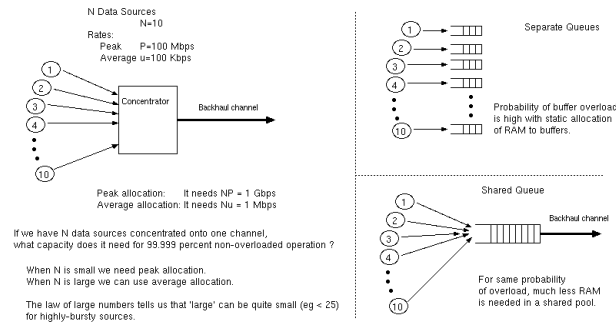 N Data Sources
N=10
Rates:
Peak P=100 Mbps
Average u=100 Kbps
1
2
3
4
10
Concentrator
Backhaul channel
Peak allocation: It needs NP = 1 Gbps
Average allocation: It needs Nu = 1 Mbps
If we have N data sources concentrated onto one channel,
what capacity does it need for 99.999 percent non-overloaded operation ?
When N is small we need peak allocation.
When N is large we can use average allocation.
The law of large numbers tells us that 'large' can be quite small (eg < 25)
for highly-bursty sources.
Separate Queues
1
2
3
4
10
Probability of buffer overload
is high with static allocation
of RAM to buffers.
Shared Queue
1
2
3
4
10
Backhaul channel
For same probability
of overload, much less RAM
is needed in a shared pool.